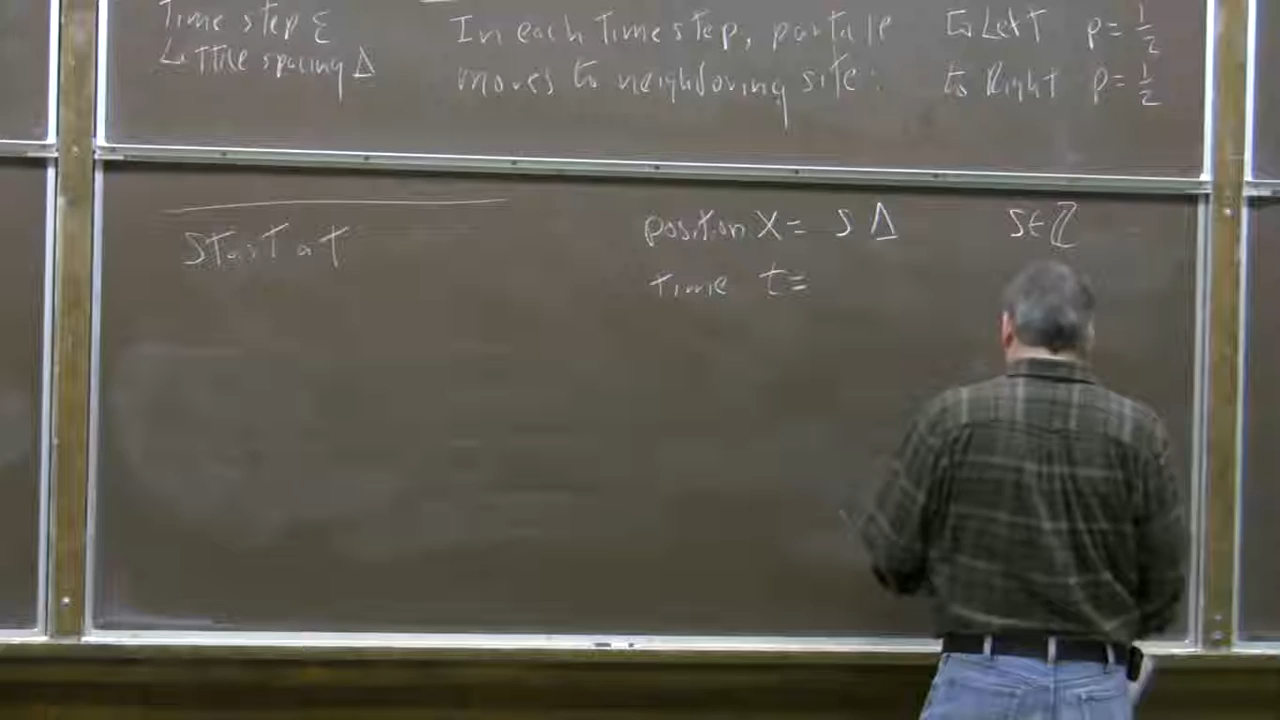 Time step ε
Lattice spacing Δ
In each time step, particle
moves to neighboring site:
to Left p = 1/2
to Right p = 1/2
Start at
position X = s Δ s ∈ ℤ
time t =